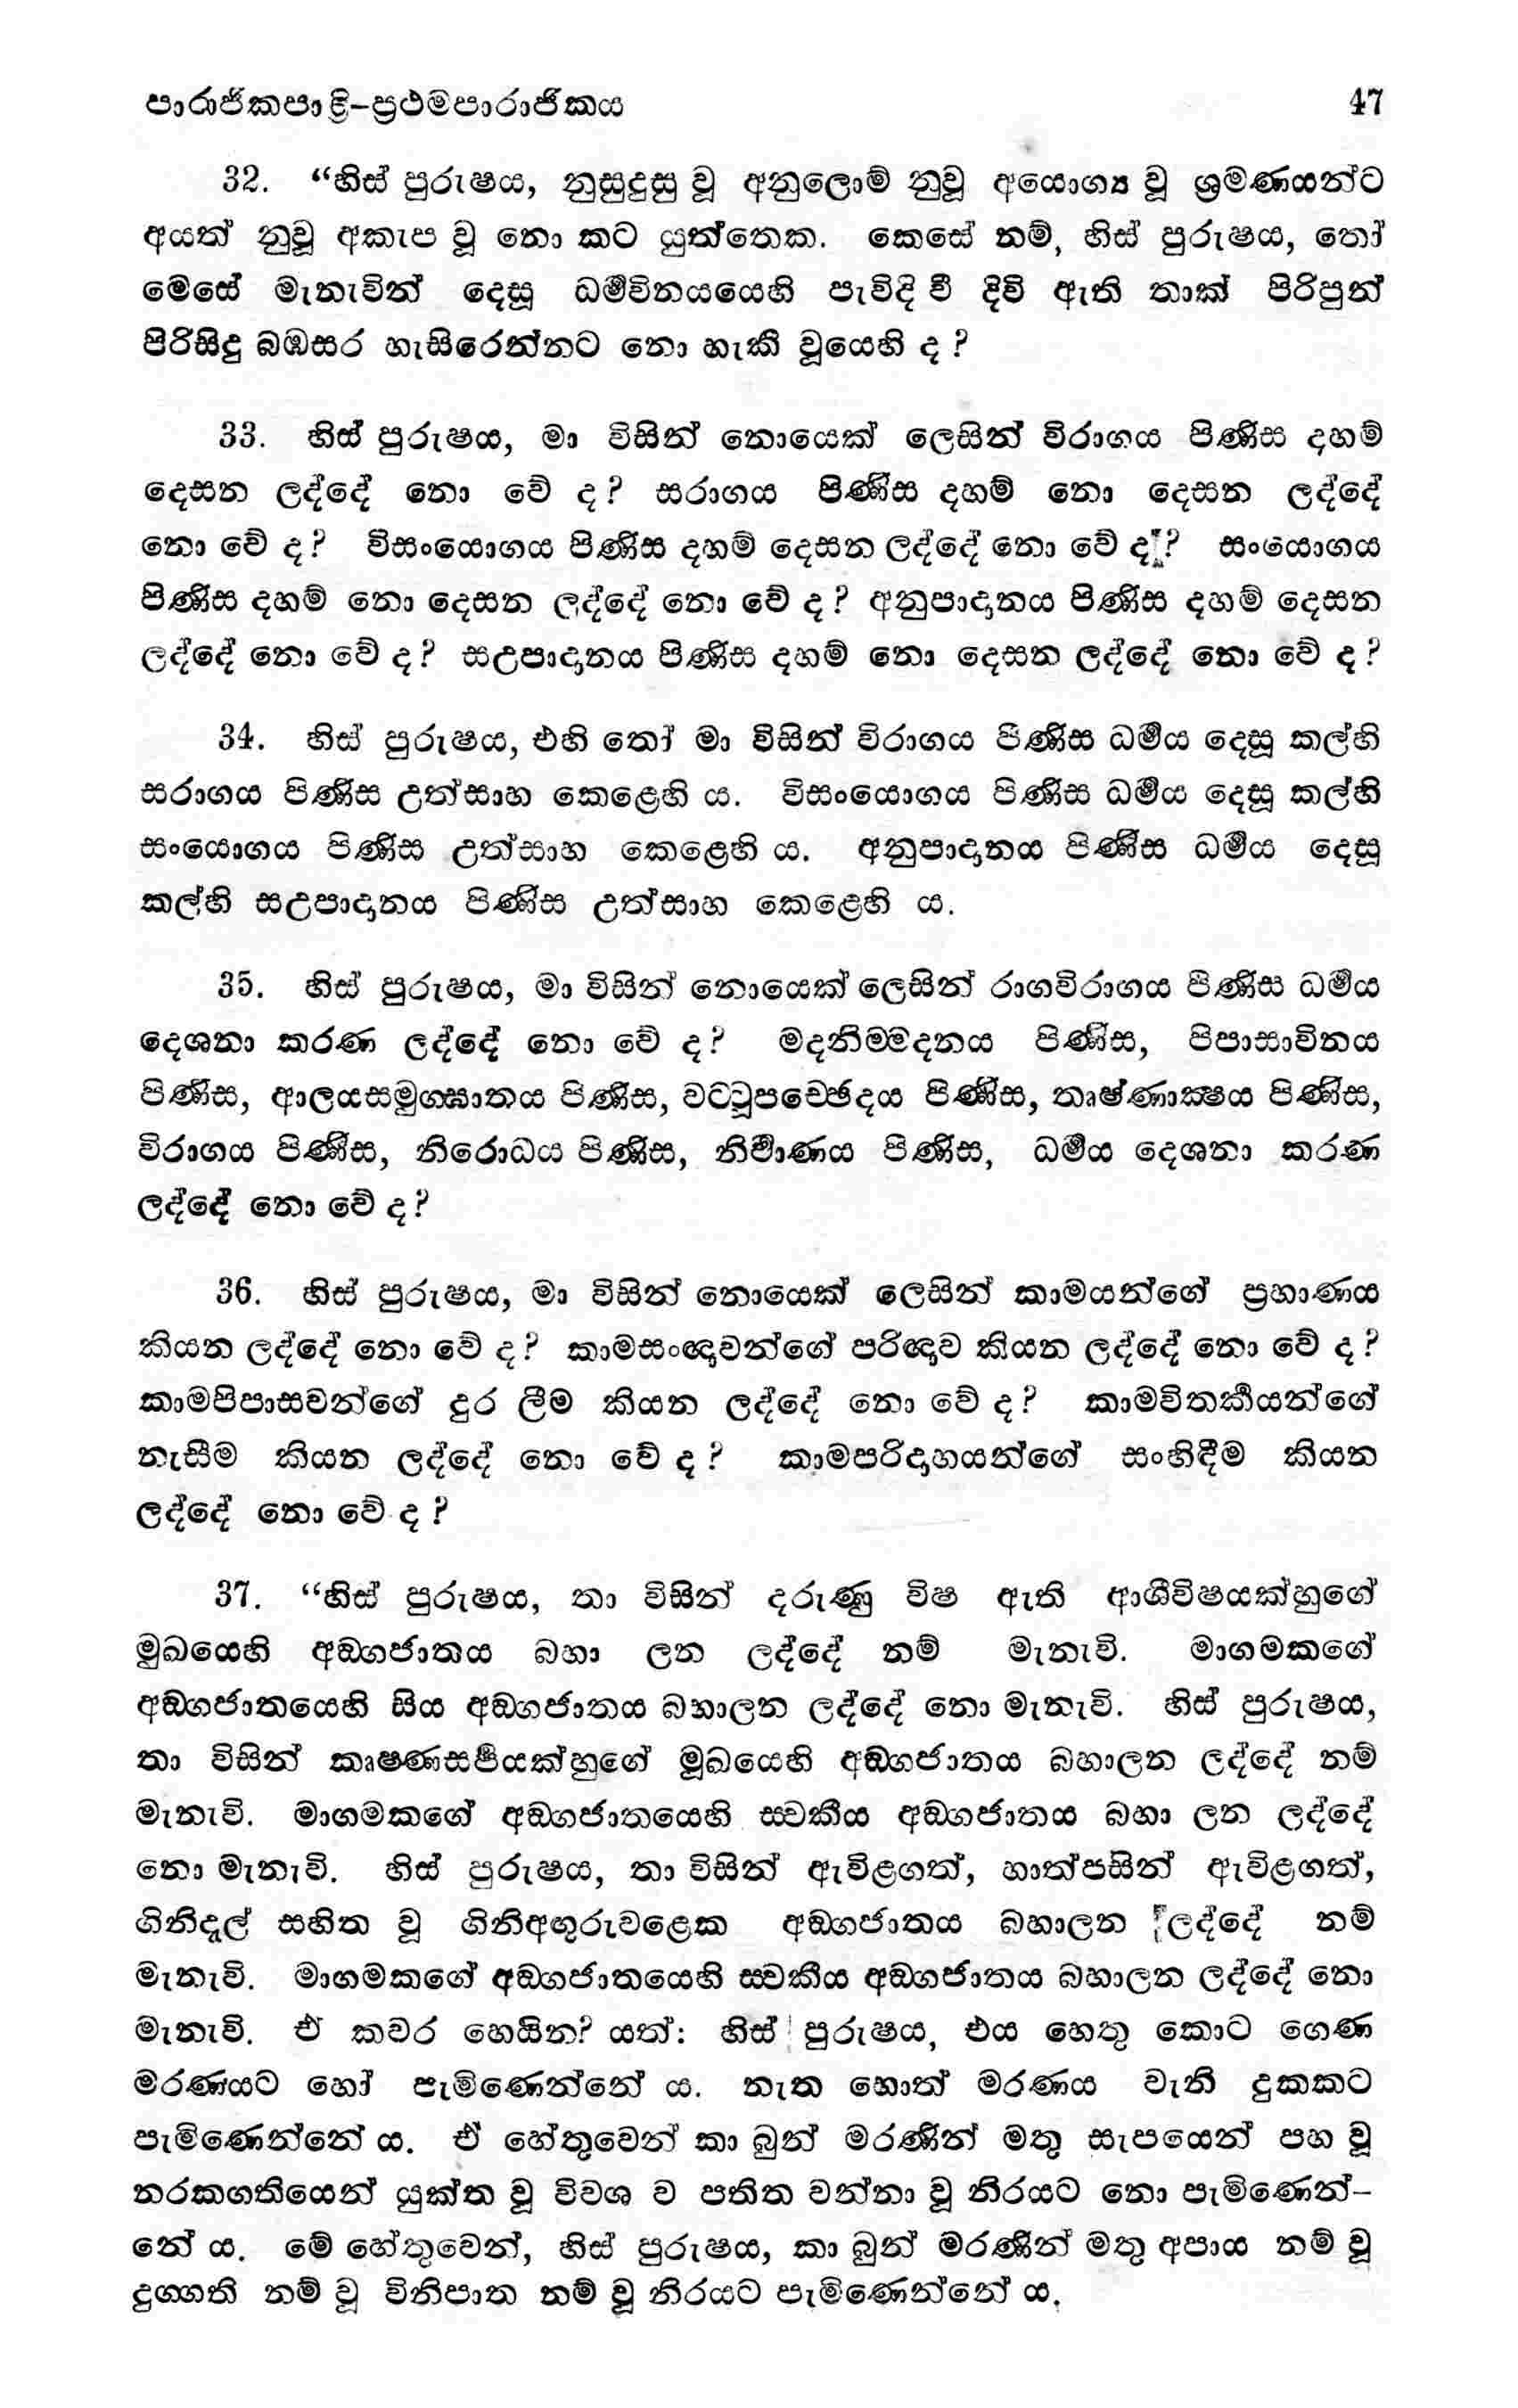 පාරාජිකපාළි-ප්‍රථමපාරාජිකය 47
32. “හිස් පුරුෂය, නුසුදුසු වූ අනුලොම් නුවූ අයොග්‍ය වූ ශ්‍රමණයන්ට
අයත් නුවූ අකැප වූ නො කට යුත්තෙක. කෙසේ නම්, හිස් පුරුෂය, තෝ
මෙසේ මැනැවින් දෙසූ ධර්‍මවිනයයෙහි පැවිදි වී දිවි ඇති තාක් පිරිපුන්
පිරිසිදු බඹසර හැසිරෙන්නට නො හැකි වූයෙහි ද ?
33. හිස් පුරුෂය, මා විසින් නොයෙක් ලෙසින් විරාගය පිණිස දහම්
දෙසන ලද්දේ නො වේ ද? සරාගය පිණිස දහම් නො දෙසන ලද්දේ
නො වේ ද? විසංයොගය පිණිස දහම් දෙසන ලද්දේ නො වේ ද? සංයොගය
පිණිස දහම් නො දෙසන ලද්දේ නො වේ ද? අනුපාදානය පිණිස දහම් දෙසන
ලද්දේ නො වේ ද? සඋපාදානය පිණිස දහම් නො දෙසන ලද්දේ නො වේ ද?
34. හිස් පුරුෂය, එහි තෝ මා විසින් විරාගය පිණිස ධර්‍මය දෙසූ කල්හි
සරාගය පිණිස උත්සාහ කෙළෙහි ය. විසංයොගය පිණිස ධර්‍මය දෙසූ කල්හි
සංයොගය පිණිස උත්සාහ කෙළෙහි ය. අනුපාදානය පිණිස ධර්‍මය දෙසූ
කල්හි සඋපාදානය පිණිස උත්සාහ කෙළෙහි ය.
35. හිස් පුරුෂය, මා විසින් නොයෙක් ලෙසින් රාගවිරාගය පිණිස ධර්‍මය
දෙශනා කරණ ලද්දේ නො වේ ද? මදනිම්මදනය පිණිස, පිපාසාවිනය
පිණිස, ආලයසමුග්ඝාතය පිණිස, වට්ටූපච්ඡෙදය පිණිස, තෘෂ්ණාක්‍ෂය පිණිස,
විරාගය පිණිස, නිරොධය පිණිස, නිර්‍වාණය පිණිස, ධර්‍මය දෙශනා කරණ
ලද්දේ නො වේ ද?
36. හිස් පුරුෂය, මා විසින් නොයෙක් ලෙසින් කාමයන්ගේ ප්‍රහාණය
කියන ලද්දේ නො වේ ද? කාමසංඥාවන්ගේ පරිඥාව කියන ලද්දේ නො වේ ද?
කාමපිපාසවන්ගේ දුර ලීම කියන ලද්දේ නො වේ ද? කාමවිතර්‍කයන්ගේ
නැසීම කියන ලද්දේ නො වේ ද? කාමපරිදාහයන්ගේ සංහිඳීම කියන
ලද්දේ නො වේ ද?
37. “හිස් පුරුෂය, තා විසින් දරුණු විෂ ඇති ආශීවිෂයක්හුගේ
මුඛයෙහි අඞ්ගජාතය බහා ලන ලද්දේ නම් මැනැවි. මාගමකගේ
අඞ්ගජාතයෙහි සිය අඞ්ගජාතය බහාලන ලද්දේ නො මැනැවි. හිස් පුරුෂය,
තා විසින් කෘෂ්ණසර්‍පයක්හුගේ මුඛයෙහි අඞ්ගජාතය බහාලන ලද්දේ නම්
මැනැවි. මාගමකගේ අඞ්ගජාතයෙහි ස්වකීය අඞ්ගජාතය බහා ලන ලද්දේ
නො මැනැවි. හිස් පුරුෂය, තා විසින් ඇවිළගත්, හාත්පසින් ඇවිළගත්,
ගිනිදැල් සහිත වූ ගිනිඅඟුරුවළෙක අඞ්ගජාතය බහාලන ලද්දේ නම්
මැනැවි. මාගමකගේ අඞ්ගජාතයෙහි ස්වකීය අඞ්ගජාතය බහාලන ලද්දේ නො
මැනැවි. ඒ කවර හෙයින? යත්: හිස් පුරුෂය, එය හෙතු කොට ගෙණ
මරණයට හෝ පැමිණෙන්නේ ය. නැත හොත් මරණය වැනි දුකකට
පැමිණෙන්නේ ය. ඒ හේතුවෙන් කා බුන් මරණින් මතු සැපයෙන් පහ වූ
නරකගතියෙන් යුක්ත වූ විවශ ව පතිත වන්නා වූ නිරයට නො පැමිණෙන්-
නේ ය. මේ හේතුවෙන්, හිස් පුරුෂය, කා බුන් මරණින් මතු අපාය නම් වූ
දුග්ගති නම් වූ විනිපාත නම් වූ නිරයට පැමිණෙන්නේ ය.